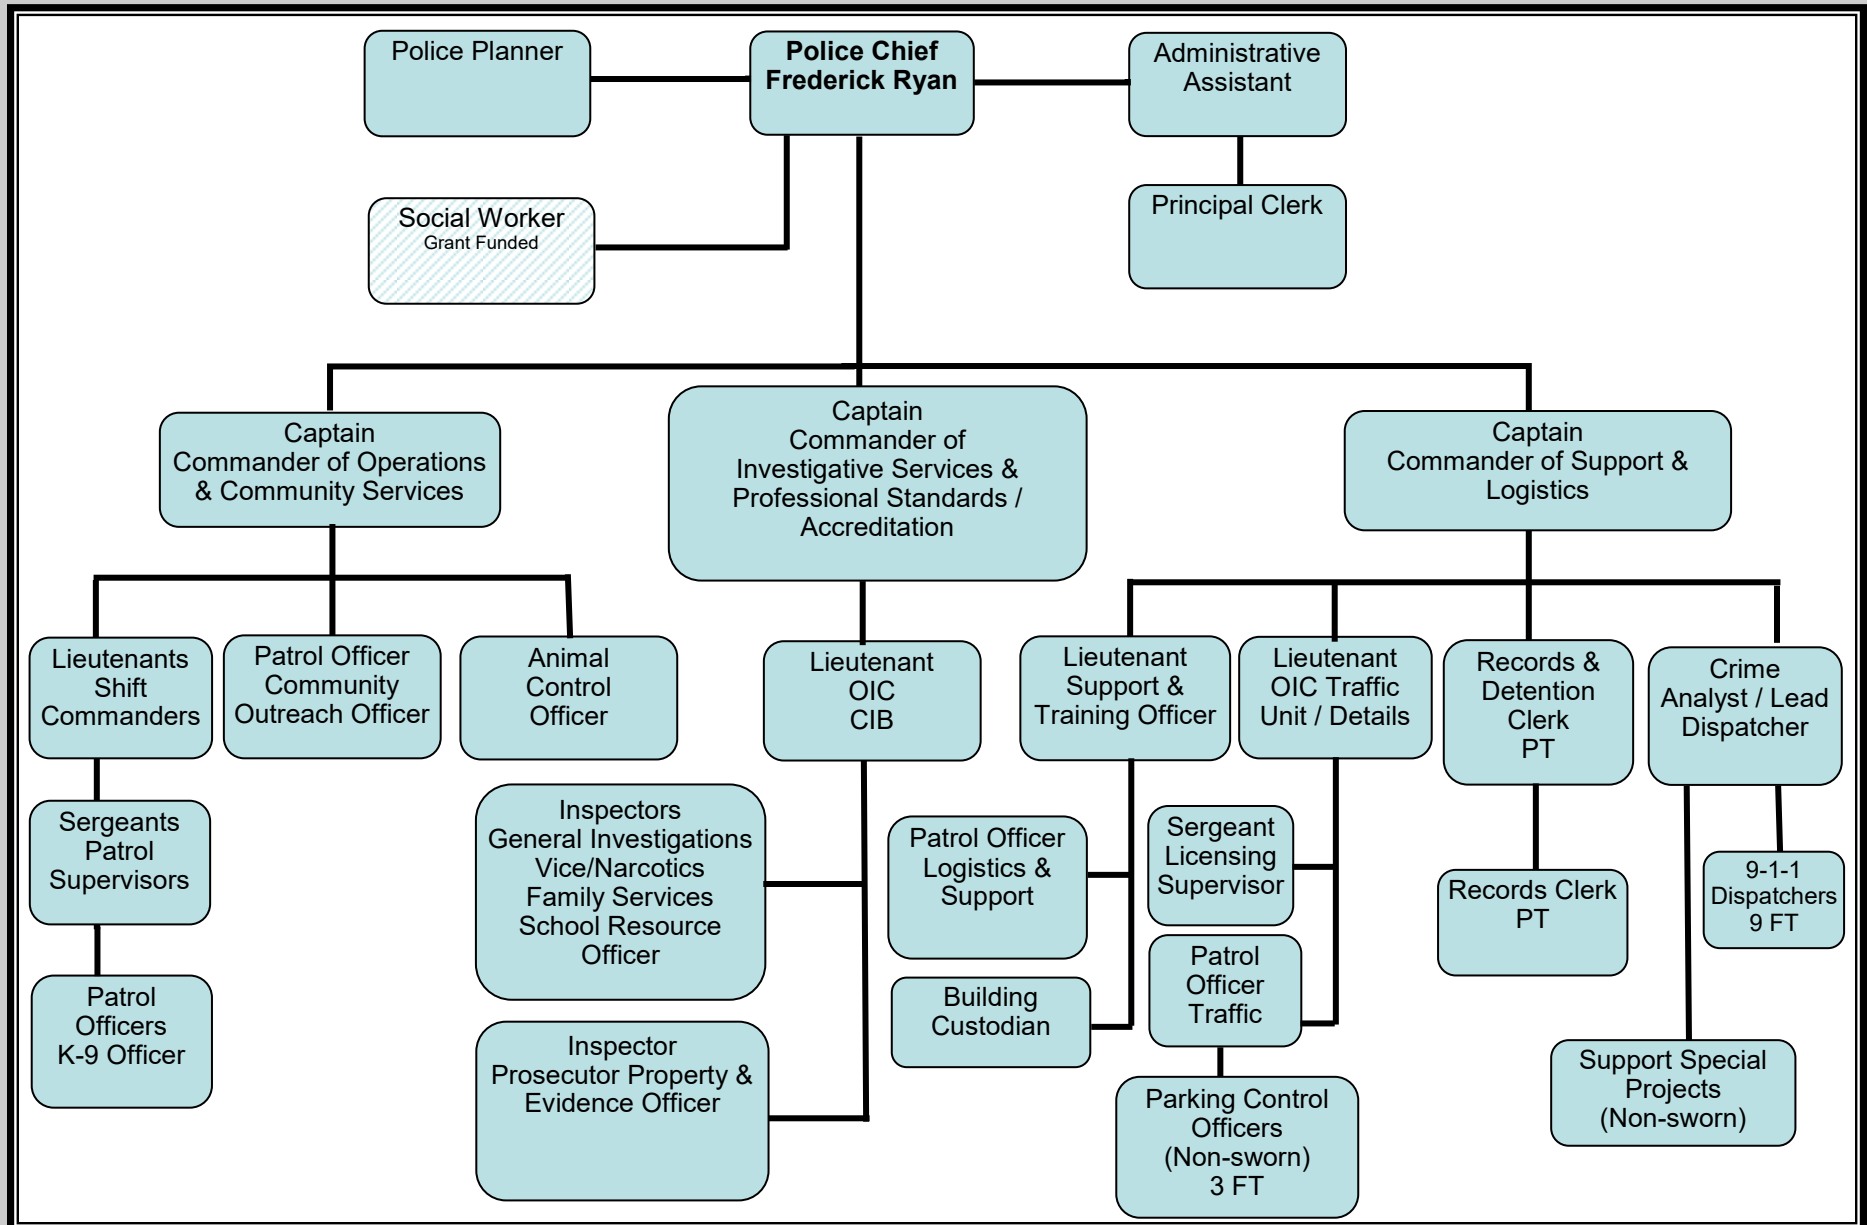 Police Planner
Police Chief
Frederick Ryan
Administrative
Assistant
Social Worker
Grant Funded
Principal Clerk
Captain
Commander of Operations
& Community Services
Captain
Commander of
Investigative Services &
Professional Standards /
Accreditation
Captain
Commander of Support &
Logistics
Lieutenants
Shift
Commanders
Patrol Officer
Community
Outreach Officer
Animal
Control
Officer
Lieutenant
OIC
CIB
Lieutenant
Support &
Training Officer
Lieutenant
OIC Traffic
Unit / Details
Records &
Detention
Clerk
PT
Crime
Analyst / Lead
Dispatcher
Sergeants
Patrol
Supervisors
Inspectors
General Investigations
Vice/Narcotics
Family Services
School Resource
Officer
Patrol Officer
Logistics &
Support
Sergeant
Licensing
Supervisor
Records Clerk
PT
9-1-1
Dispatchers
9 FT
Patrol
Officers
K-9 Officer
Inspector
Prosecutor Property &
Evidence Officer
Building
Custodian
Patrol
Officer
Traffic
Parking Control
Officers
(Non-sworn)
3 FT
Support Special
Projects
(Non-sworn)